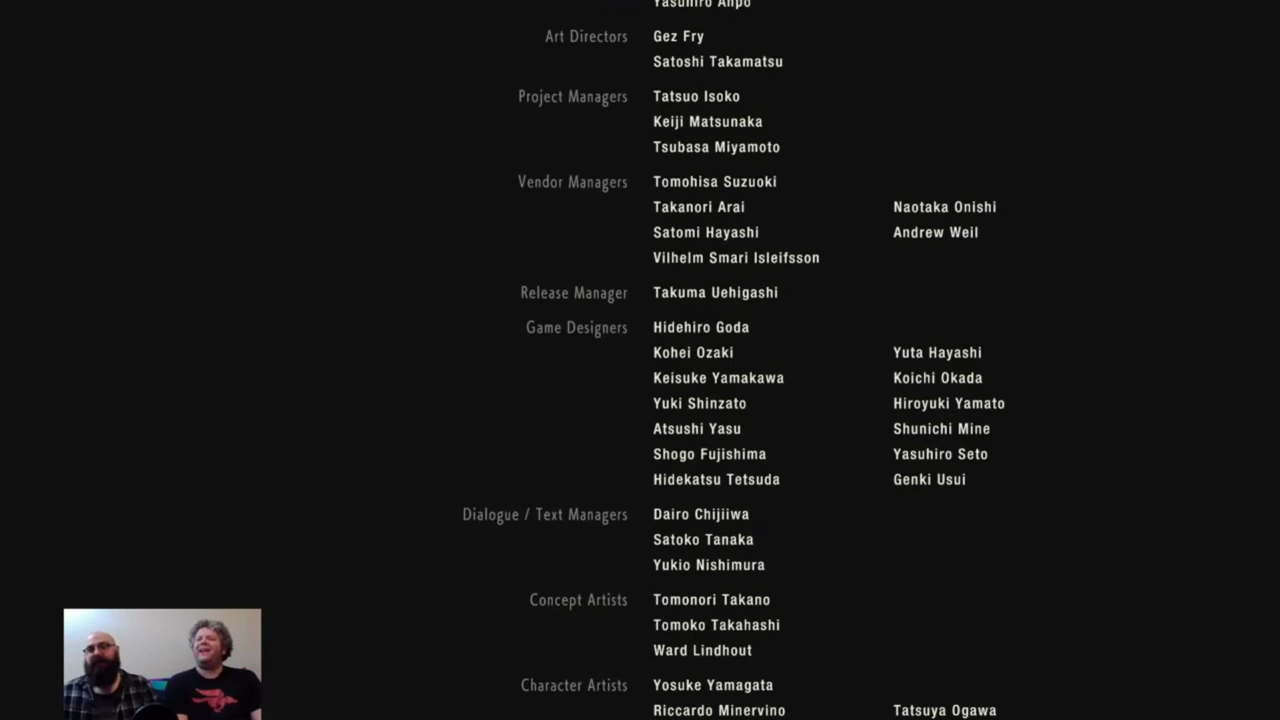 Yasuhiro Anpo
Art Directors Gez Fry
Satoshi Takamatsu
Project Managers Tatsuo Isoko
Keiji Matsunaka
Tsubasa Miyamoto
Vendor Managers Tomohisa Suzuoki
Takanori Arai Naotaka Onishi
Satomi Hayashi Andrew Weil
Vilhelm Smari Isleifsson
Release Manager Takuma Uehigashi
Game Designers Hidehiro Goda
Kohei Ozaki Yuta Hayashi
Keisuke Yamakawa Koichi Okada
Yuki Shinzato Hiroyuki Yamato
Atsushi Yasu Shunichi Mine
Shogo Fujishima Yasuhiro Seto
Hidekatsu Tetsuda Genki Usui
Dialogue / Text Managers Dairo Chijiiwa
Satoko Tanaka
Yukio Nishimura
Concept Artists Tomonori Takano
Tomoko Takahashi
Ward Lindhout
Character Artists Yosuke Yamagata
Riccardo Minervino Tatsuya Ogawa